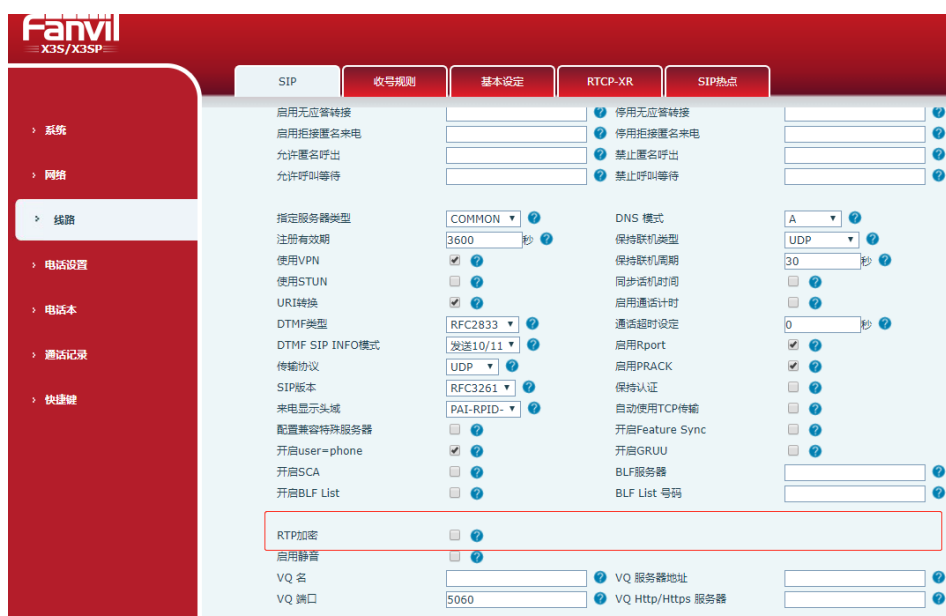 Fanvil
X3S/X3SP
SIP 收号规则 基本设定 RTCP-XR SIP热点
› 系统
› 网络
› 线路
› 电话设置
› 电话本
› 通话记录
› 快捷键
启用无应答转接 停用无应答转接
启用拒接匿名来电 停用拒接匿名来电
允许匿名呼出 禁止匿名呼出
允许呼叫等待 禁止呼叫等待
指定服务器类型 COMMON DNS 模式 A
注册有效期 3600 秒 保持联机类型 UDP
使用VPN 保持联机周期 30 秒
使用STUN 同步话机时间
URI转换 启用通话计时
DTMF类型 RFC2833 通话超时设定 0 秒
DTMF SIP INFO模式 发送10/11 启用Rport
传输协议 UDP 启用PRACK
SIP版本 RFC3261 保持认证
来电显示头域 PAI-RPID- 自动使用TCP传输
配置兼容特殊服务器 开启Feature Sync
开启user=phone 开启GRUU
开启SCA BLF服务器
开启BLF List BLF List 号码
RTP加密
启用静音
VQ 名 VQ 服务器地址
VQ 端口 5060 VQ Http/Https 服务器